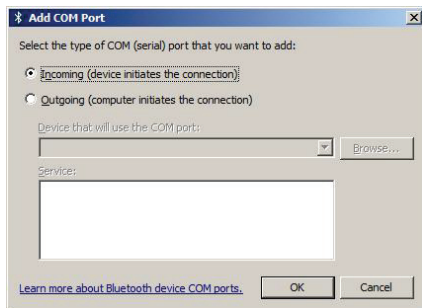 Add COM Port
Select the type of COM (serial) port that you want to add:
Incoming (device initiates the connection)
Outgoing (computer initiates the connection)
Device that will use the COM port:
Browse...
Service:
Learn more about Bluetooth device COM ports.
OK
Cancel